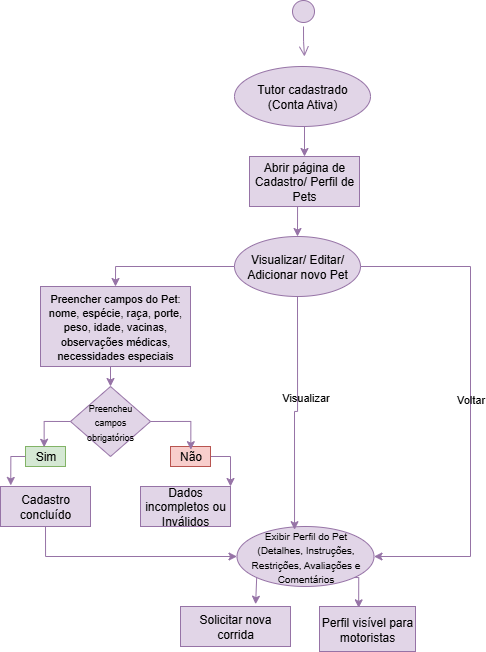 Tutor cadastrado
(Conta Ativa)
Abrir página de
Cadastro/ Perfil de
Pets
Visualizar/ Editar/
Adicionar novo Pet
Preencher campos do Pet:
nome, espécie, raça, porte,
peso, idade, vacinas,
observações médicas,
necessidades especiais
Visualizar
Voltar
Preencheu
campos
obrigatórios
Sim
Não
Cadastro
concluído
Dados
incompletos ou
Inválidos
Exibir Perfil do Pet
(Detalhes, Instruções,
Restrições, Avaliações e
Comentários
Solicitar nova
corrida
Perfil visível para
motoristas